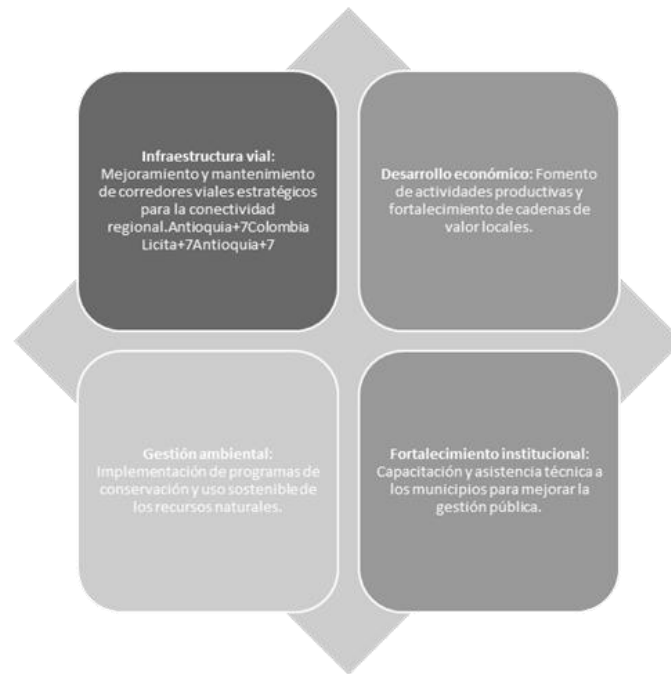 Infraestructura vial:
Mejoramiento y mantenimiento
de corredores viales estratégicos
para la conectividad
regional.Antioquia+7Colombia
Licita+7Antioquia+7
Desarrollo económico: Fomento
de actividades productivas y
fortalecimiento de cadenas de
valor locales.
Gestión ambiental:
Implementación de programas de
conservación y uso sostenible de
los recursos naturales.
Fortalecimiento institucional:
Capacitación y asistencia técnica a
los municipios para mejorar la
gestión pública.